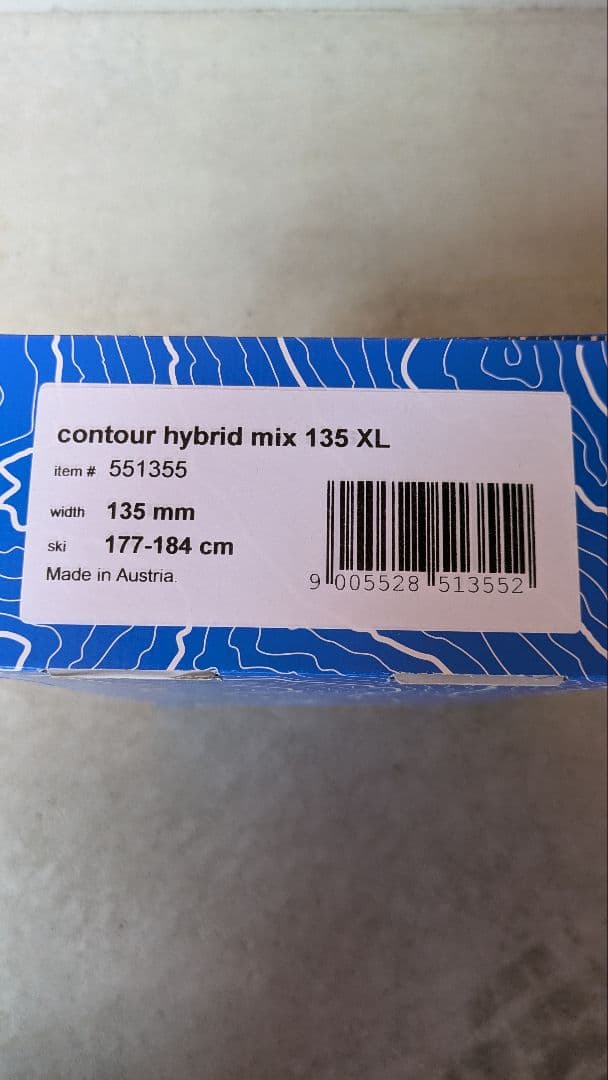 contour hybrid mix 135 XL
item # 551355
width 135 mm
ski 177-184 cm
Made in Austria.
9 005528 513552